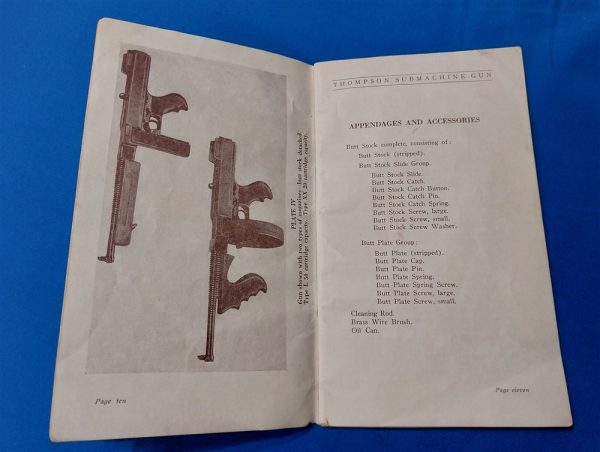 PLATE IV
Gun shown with two types of magazines—butt stock detached.
Type L 50 cartridge capacity. Type XX 20 cartridge capacity.
Page ten
THOMPSON SUBMACHINE GUN
APPENDAGES AND ACCESSORIES
Butt Stock complete, consisting of:
Butt Stock (stripped).
Butt Stock Slide Group.
Butt Stock Slide.
Butt Stock Catch.
Butt Stock Catch Button.
Butt Stock Catch Pin.
Butt Stock Catch Spring.
Butt Stock Screw, large.
Butt Stock Screw, small.
Butt Stock Screw Washer.
Butt Plate Group:
Butt Plate (stripped).
Butt Plate Cap.
Butt Plate Pin.
Butt Plate Spring.
Butt Plate Spring Screw.
Butt Plate Screw, large.
Butt Plate Screw, small.
Cleaning Rod.
Brass Wire Brush.
Oil Can.
Page eleven